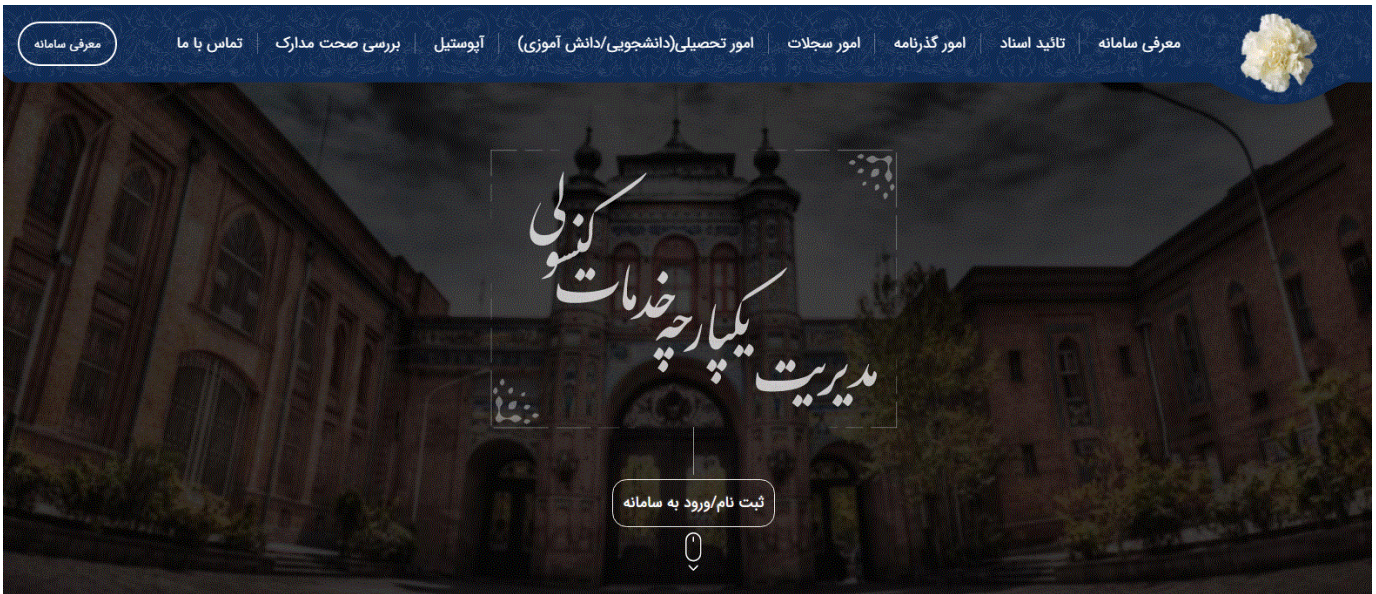 معرفی سامانه | تائید اسناد | امور گذرنامه | امور سجلات | امور تحصیلی(دانشجویی/دانش آموزی) | آپوستیل | بررسی صحت مدارک | تماس با ما
معرفی سامانه
مدیریت یکپارچه خدمات کنسولی
ثبت نام/ورود به سامانه